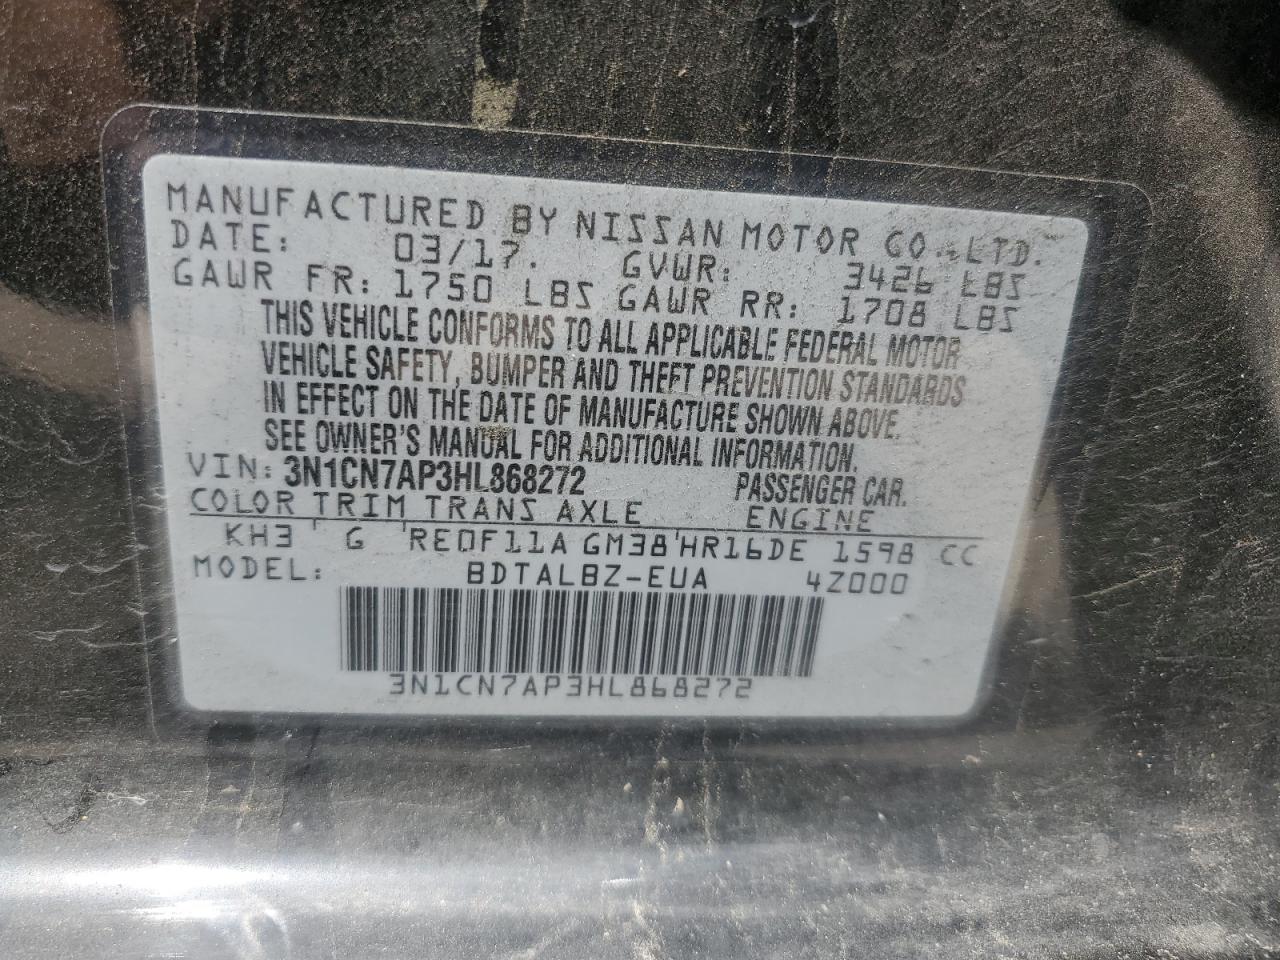 MANUFACTURED BY NISSAN MOTOR CO.,LTD.
DATE: 03/17. GVWR: 3426 LBS
GAWR FR: 1750 LBS GAWR RR: 1708 LBS
THIS VEHICLE CONFORMS TO ALL APPLICABLE FEDERAL MOTOR
VEHICLE SAFETY, BUMPER AND THEFT PREVENTION STANDARDS
IN EFFECT ON THE DATE OF MANUFACTURE SHOWN ABOVE.
SEE OWNER'S MANUAL FOR ADDITIONAL INFORMATION.
VIN: 3N1CN7AP3HL868272 PASSENGER CAR.
COLOR TRIM TRANS AXLE ENGINE
KH3 ' G 'RE0F11A GM38'HR16DE 1598 CC
MODEL: BDTALBZ-EUA 4Z000
3N1CN7AP3HL868272